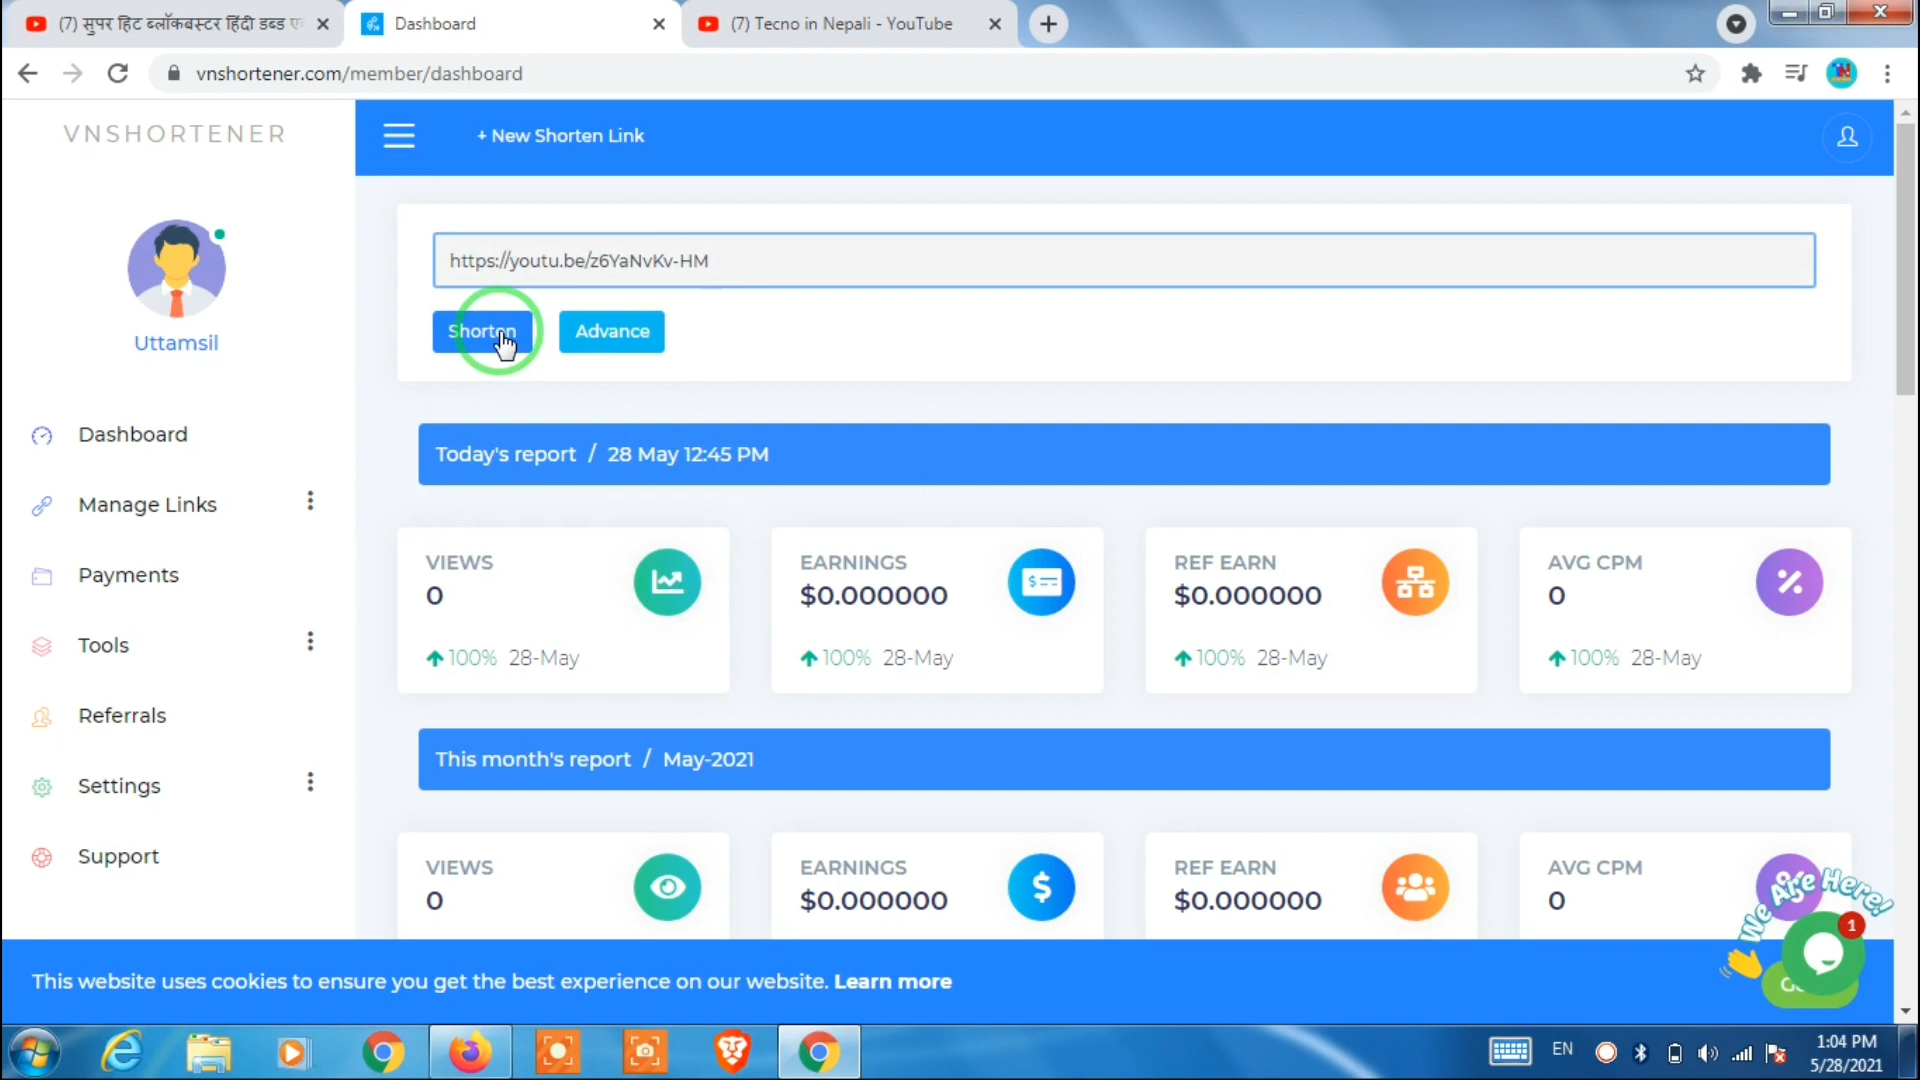 (7) सुपर हिट ब्लॉकबस्टर हिंदी डब्ड
Dashboard
(7) Tecno in Nepali - YouTube
vnshortener.com/member/dashboard
VNSHORTENER
+ New Shorten Link
https://youtu.be/z6YaNvKv-HM
Shorten
Advance
Uttamsil
Dashboard
Manage Links
Payments
Tools
Referrals
Settings
Support
Today's report / 28 May 12:45 PM
VIEWS
0
100% 28-May
EARNINGS
$0.000000
100% 28-May
REF EARN
$0.000000
100% 28-May
AVG CPM
0
100% 28-May
This month's report / May-2021
VIEWS
0
EARNINGS
$0.000000
REF EARN
$0.000000
AVG CPM
0
We Are Here!
1
This website uses cookies to ensure you get the best experience on our website. Learn more
EN
1:04 PM
5/28/2021